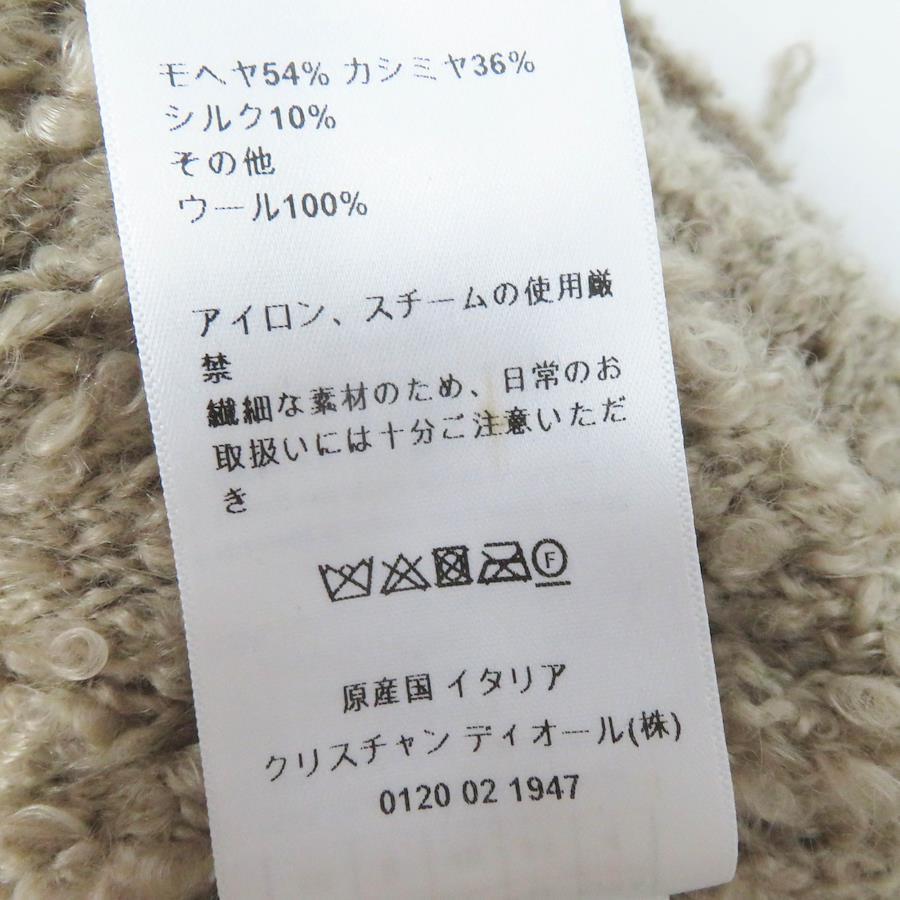 モヘヤ54% カシミヤ36%
シルク10%
その他
ウール100%
アイロン、スチームの使用厳
禁
繊細な素材のため、日常のお
取扱いには十分ご注意いただ
き
F
原産国 イタリア
クリスチャン ディオール(株)
0120 02 1947